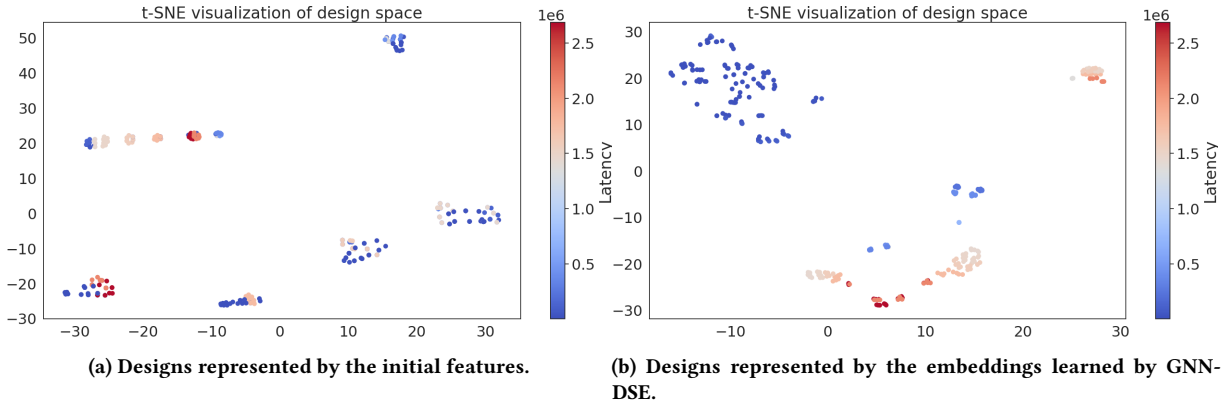 t-SNE visualization of design space
1e6
50
40
30
20
10
0
−10
−20
−30
−30 −20 −10 0 10 20 30
2.5
2.0
1.5
1.0
0.5
Latency
(a) Designs represented by the initial features.
t-SNE visualization of design space
1e6
30
20
10
0
−10
−20
−30
−10 0 10 20 30
2.5
2.0
1.5
1.0
0.5
Latency
(b) Designs represented by the embeddings learned by GNN-
DSE.